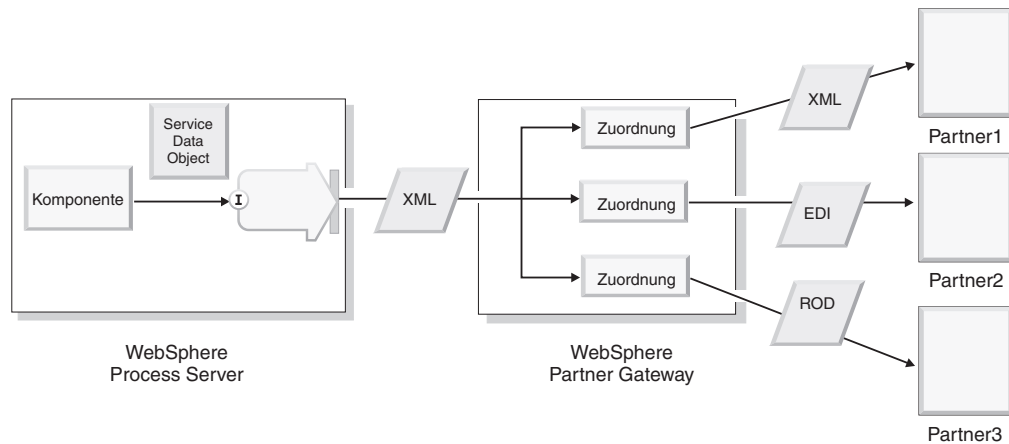 Service
Data
Object
Komponente
I
WebSphere
Process Server
XML
Zuordnung
Zuordnung
Zuordnung
WebSphere
Partner Gateway
XML
EDI
ROD
Partner1
Partner2
Partner3